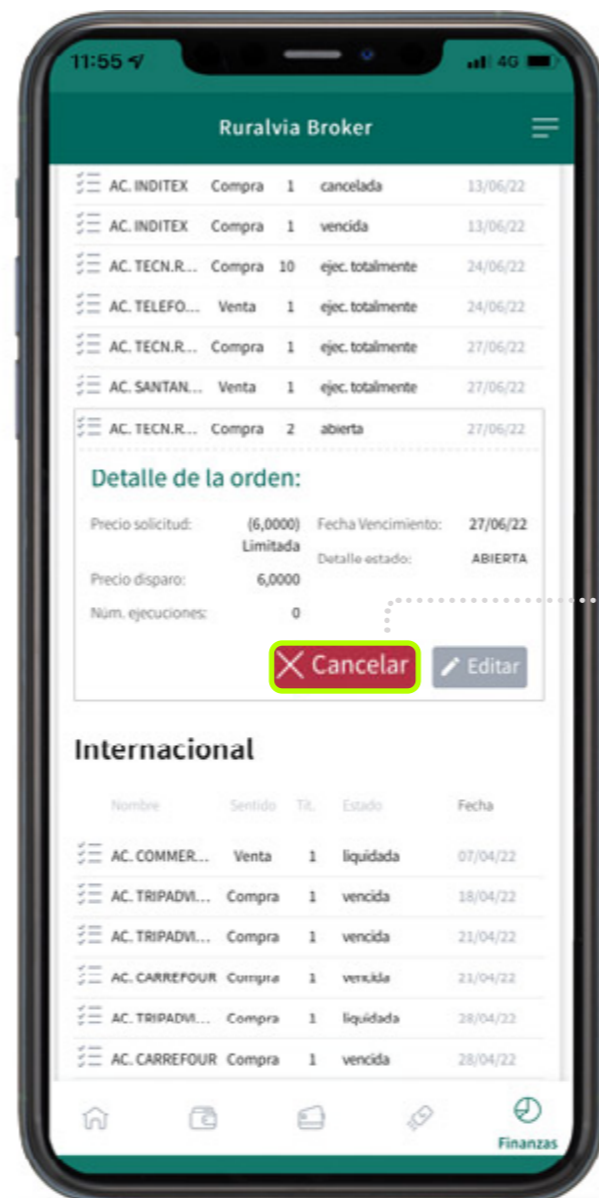 11:55 4G
Ruralvia Broker
AC. INDITEX Compra 1 cancelada 13/06/22
AC. INDITEX Compra 1 vencida 13/06/22
AC. TECN.R... Compra 10 ejec. totalmente 24/06/22
AC. TELEFO... Venta 1 ejec. totalmente 24/06/22
AC. TECN.R... Compra 1 ejec. totalmente 27/06/22
AC. SANTAN... Venta 1 ejec. totalmente 27/06/22
AC. TECN.R... Compra 2 abierta 27/06/22
Detalle de la orden:
Precio solicitud: (6,0000) Fecha Vencimiento: 27/06/22
Limitada
Detalle estado: ABIERTA
Precio disparo: 6,0000
Núm. ejecuciones: 0
Cancelar Editar
Internacional
Nombre Sentido Tít. Estado Fecha
AC. COMMER... Venta 1 liquidada 07/04/22
AC. TRIPADVI... Compra 1 vencida 18/04/22
AC. TRIPADVI... Compra 1 vencida 21/04/22
AC. CARREFOUR Compra 1 vencida 21/04/22
AC. TRIPADVI... Compra 1 liquidada 28/04/22
AC. CARREFOUR Compra 1 vencida 28/04/22
Finanzas